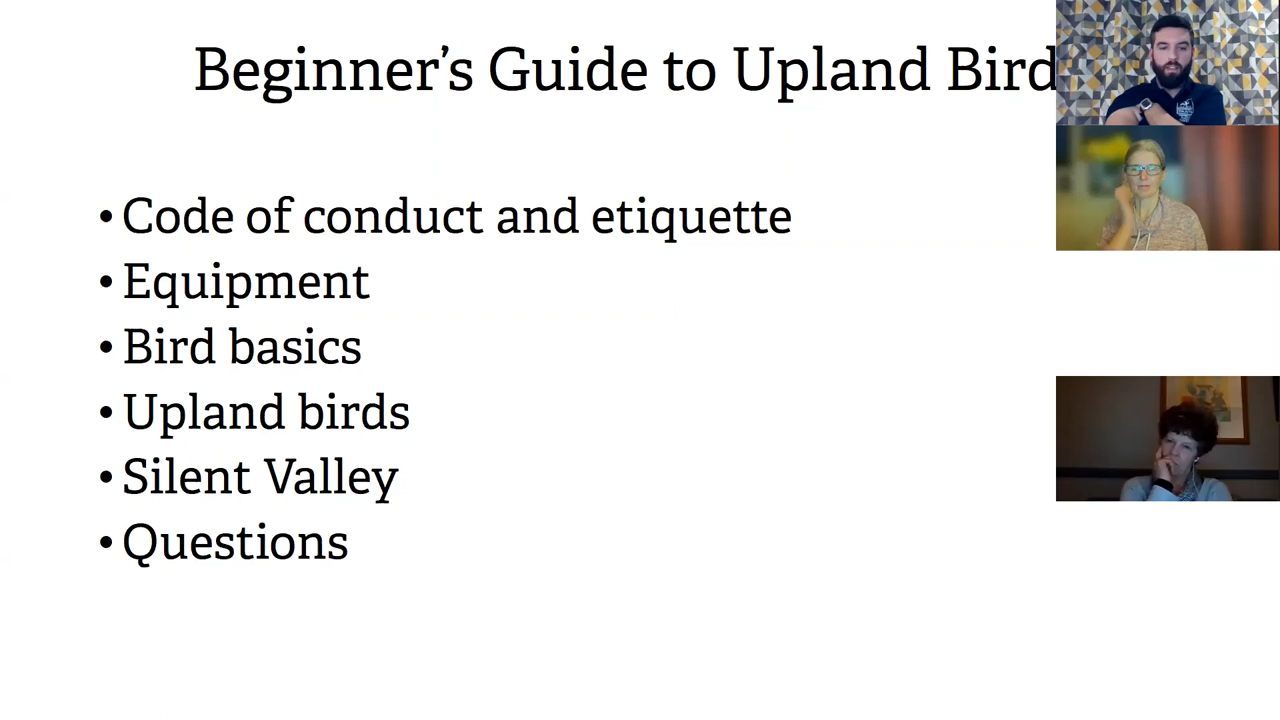 Beginner’s Guide to Upland Bird
• Code of conduct and etiquette
• Equipment
• Bird basics
• Upland birds
• Silent Valley
• Questions